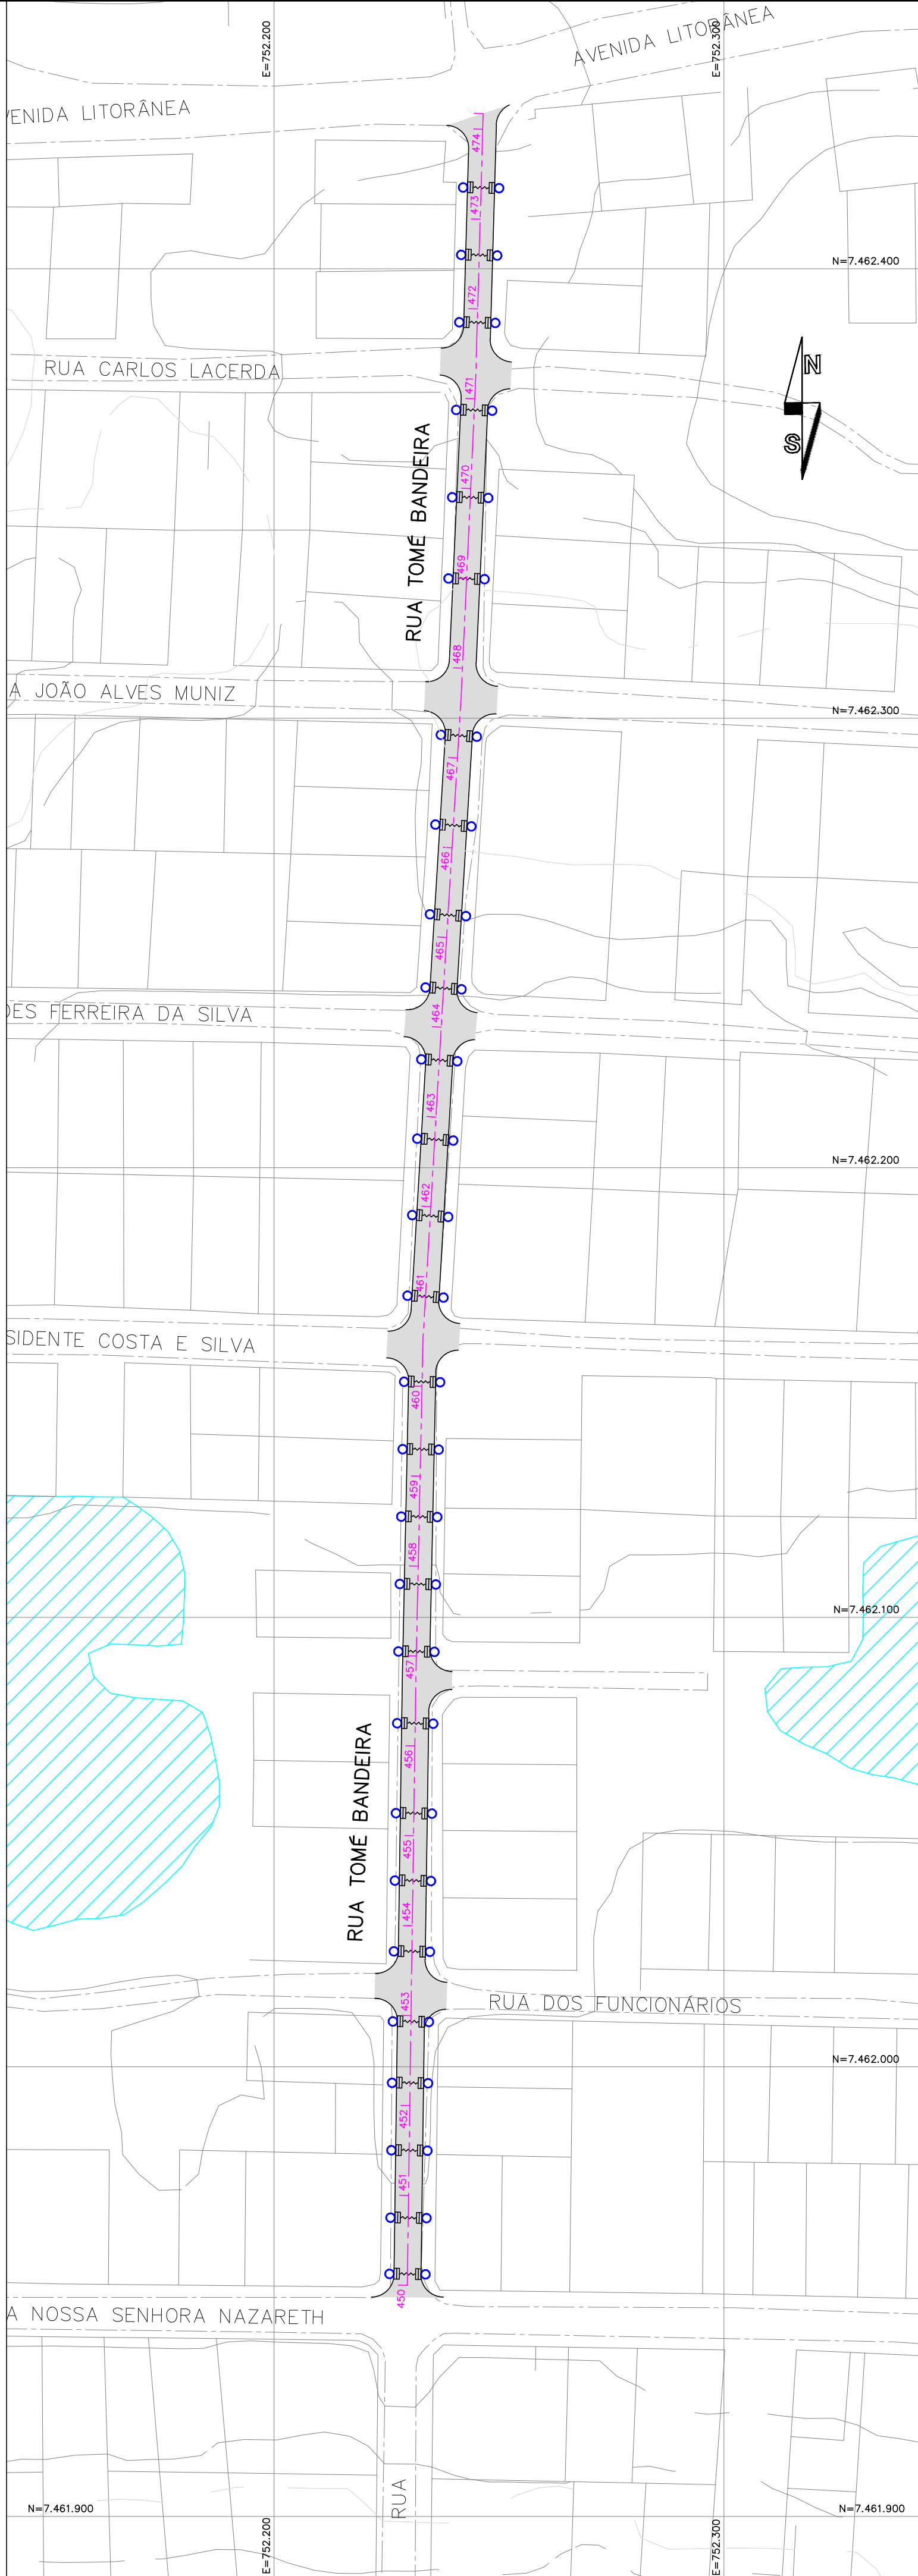 E=752.200
E=752.300
AVENIDA LITORÂNEA
VENIDA LITORÂNEA
474
473
N=7.462.400
472
N
RUA CARLOS LACERDA
471
S
RUA TOMÉ BANDEIRA
470
469
468
A JOÃO ALVES MUNIZ
N=7.462.300
467
466
465
DES FERREIRA DA SILVA
464
463
N=7.462.200
462
461
SIDENTE COSTA E SILVA
460
459
458
N=7.462.100
457
RUA TOMÉ BANDEIRA
456
455
454
453
RUA DOS FUNCIONÁRIOS
N=7.462.000
452
451
450
A NOSSA SENHORA NAZARETH
RUA
N=7.461.900
N=7.461.900
E=752.200
E=752.300